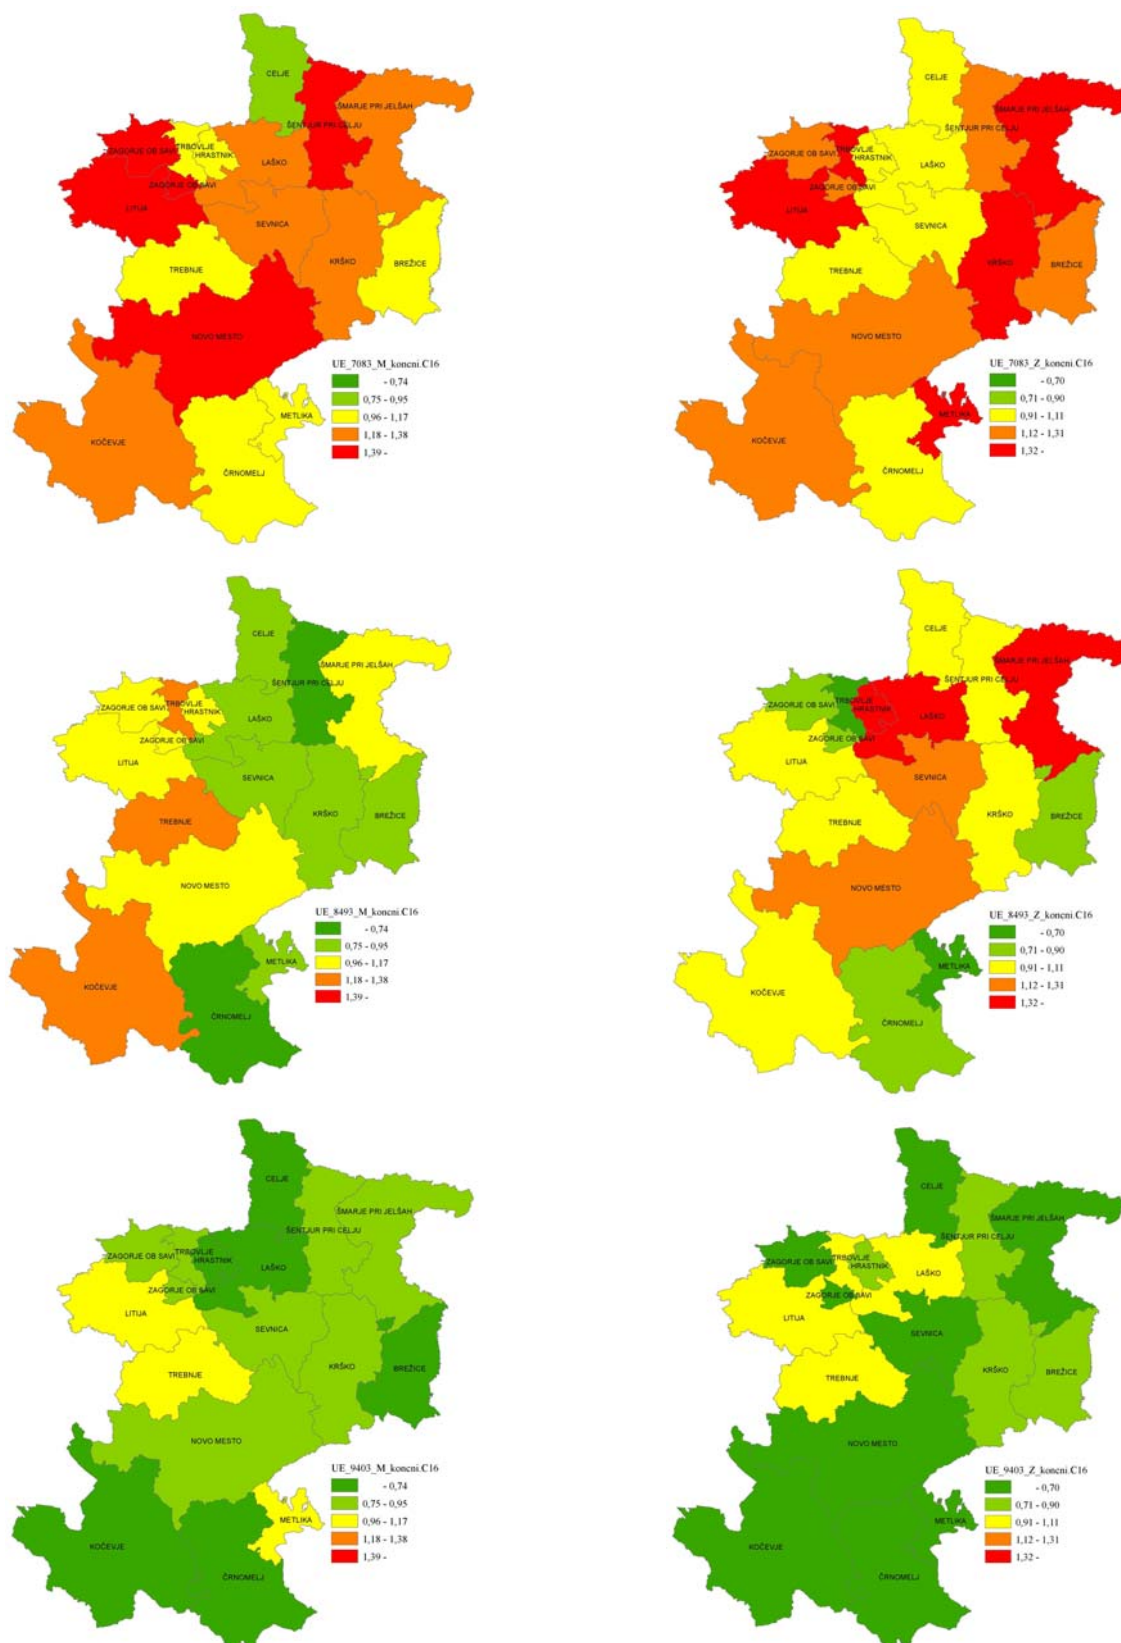 CELJE
ŠMARJE PRI JELŠAH
ŠENTJUR PRI CELJU
TRBOVLJE
HRASTNIK
ZAGORJE OB SAVI
LAŠKO
ZAGORJE OB SAVI
LITIJA
SEVNICA
KRŠKO
BREŽICE
TREBNJE
NOVO MESTO
METLIKA
KOČEVJE
ČRNOMELJ
UE_7083_M_koncni.C16
- 0,74
0,75 - 0,95
0,96 - 1,17
1,18 - 1,38
1,39 -
CELJE
ŠMARJE PRI JELŠAH
ŠENTJUR PRI CELJU
TRBOVLJE
HRASTNIK
ZAGORJE OB SAVI
LAŠKO
ZAGORJE OB SAVI
LITIJA
SEVNICA
KRŠKO
BREŽICE
TREBNJE
NOVO MESTO
METLIKA
KOČEVJE
ČRNOMELJ
UE_7083_Z_koncni.C16
- 0,70
0,71 - 0,90
0,91 - 1,11
1,12 - 1,31
1,32 -
CELJE
ŠMARJE PRI JELŠAH
ŠENTJUR PRI CELJU
TRBOVLJE
HRASTNIK
ZAGORJE OB SAVI
LAŠKO
ZAGORJE OB SAVI
LITIJA
SEVNICA
KRŠKO
BREŽICE
TREBNJE
NOVO MESTO
METLIKA
KOČEVJE
ČRNOMELJ
UE_8493_M_koncni.C16
- 0,74
0,75 - 0,95
0,96 - 1,17
1,18 - 1,38
1,39 -
CELJE
ŠMARJE PRI JELŠAH
ŠENTJUR PRI CELJU
TRBOVLJE
HRASTNIK
ZAGORJE OB SAVI
LAŠKO
ZAGORJE OB SAVI
LITIJA
SEVNICA
KRŠKO
BREŽICE
TREBNJE
NOVO MESTO
METLIKA
KOČEVJE
ČRNOMELJ
UE_8493_Z_koncni.C16
- 0,70
0,71 - 0,90
0,91 - 1,11
1,12 - 1,31
1,32 -
CELJE
ŠMARJE PRI JELŠAH
ŠENTJUR PRI CELJU
TRBOVLJE
HRASTNIK
ZAGORJE OB SAVI
LAŠKO
ZAGORJE OB SAVI
LITIJA
SEVNICA
KRŠKO
BREŽICE
TREBNJE
NOVO MESTO
METLIKA
KOČEVJE
ČRNOMELJ
UE_9403_M_koncni.C16
- 0,74
0,75 - 0,95
0,96 - 1,17
1,18 - 1,38
1,39 -
CELJE
ŠMARJE PRI JELŠAH
ŠENTJUR PRI CELJU
TRBOVLJE
HRASTNIK
ZAGORJE OB SAVI
LAŠKO
ZAGORJE OB SAVI
LITIJA
SEVNICA
KRŠKO
BREŽICE
TREBNJE
NOVO MESTO
METLIKA
KOČEVJE
ČRNOMELJ
UE_9403_Z_koncni.C16
- 0,70
0,71 - 0,90
0,91 - 1,11
1,12 - 1,31
1,32 -